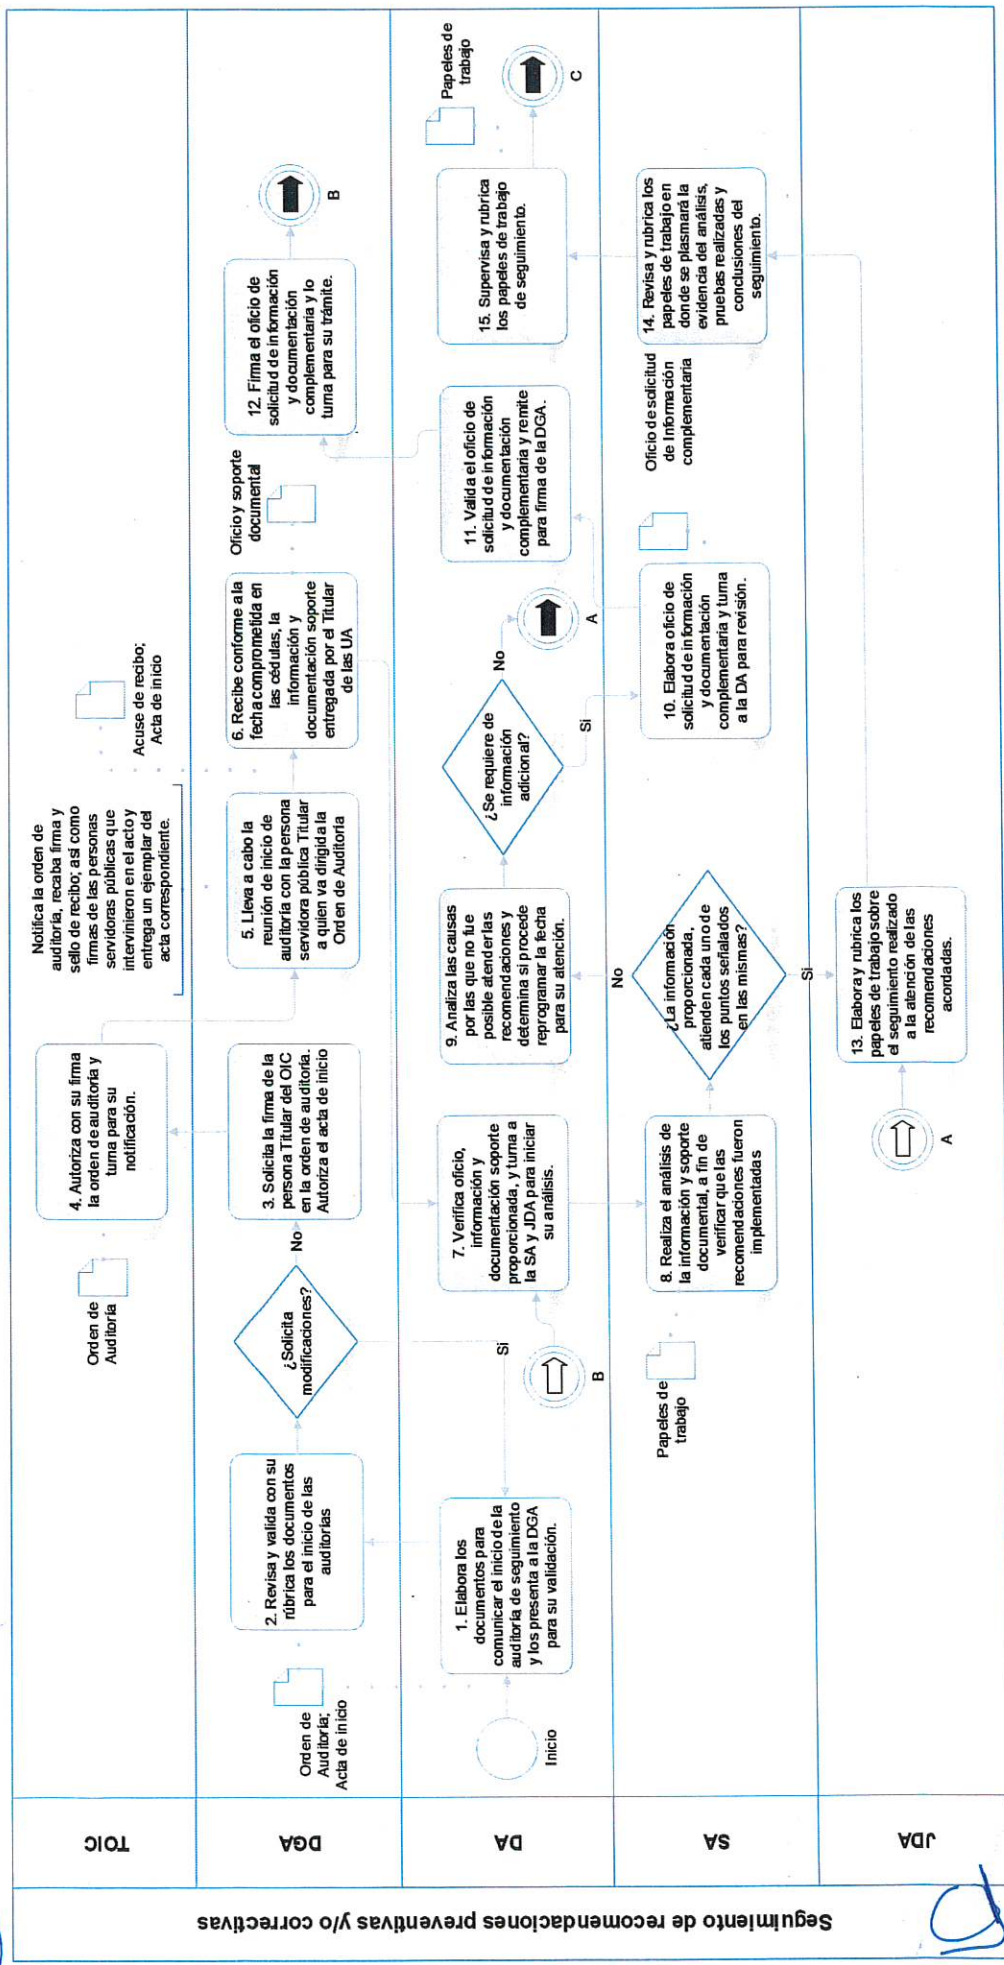 Seguimiento de recomendaciones preventivas y/o correctivas
TOIC
Orden de
Auditoría
4. Autoriza con su firma
la orden de auditoría y
turna para su
notificación.
Notifica la orden de
auditoría, recaba firma y
sello de recibo; así como
firmas de las personas
servidoras públicas que
intervinieron en el acto y
entrega un ejemplar del
acta correspondiente.
Acuse de recibo;
Acta de inicio
DGA
Orden de
Auditoría;
Acta de inicio
2. Revisa y valida con su
rúbrica los documentos
para el inicio de las
auditorías
¿Solicita
modificaciones?
No
Si
3. Solicita la firma de la
persona Titular del OIC
en la orden de auditoría.
Autoriza el acta de inicio
5. Lleva a cabo la
reunión de inicio de
auditoría con la persona
servidora pública Titular
a quien va dirigida la
Orden de Auditoría
6. Recibe conforme a la
fecha comprometida en
las cédulas, la
información y
documentación soporte
entregada por el Titular
de las UA
Oficio y soporte
documental
12. Firma el oficio de
solicitud de información
y documentación
complementaria y lo
turna para su trámite.
B
DA
Inicio
1. Elabora los
documentos para
comunicar el inicio de la
auditoría de seguimiento
y los presenta a la DGA
para su validación.
B
7. Verifica oficio,
información y
documentación soporte
proporcionada, y turna a
la SA y JDA para iniciar
su análisis.
9. Analiza las causas
por las que no fue
posible atender las
recomendaciones y
determina si procede
reprogramar la fecha
para su atención.
¿Se requiere de
información
adicional?
No
Si
A
11. Valida el oficio de
solicitud de información
y documentación
complementaria y remite
para firma de la DGA.
15. Supervisa y rubrica
los papeles de trabajo
de seguimiento.
Papeles de
trabajo
C
SA
Papeles de
trabajo
8. Realiza el análisis de
la información y soporte
documental, a fin de
verificar que las
recomendaciones fueron
implementadas
¿La información
proporcionada,
atienden cada uno de
los puntos señalados
en las mismas?
No
Si
10. Elabora oficio de
solicitud de información
y documentación
complementaria y turna
a la DA para revisión.
Oficio de solicitud
de Información
complementaria
14. Revisa y rubrica los
papeles de trabajo en
donde se plasmará la
evidencia del análisis,
pruebas realizadas y
conclusiones del
seguimiento.
JDA
A
13. Elabora y rubrica los
papeles de trabajo sobre
el seguimiento realizado
a la atención de las
recomendaciones
acordadas.